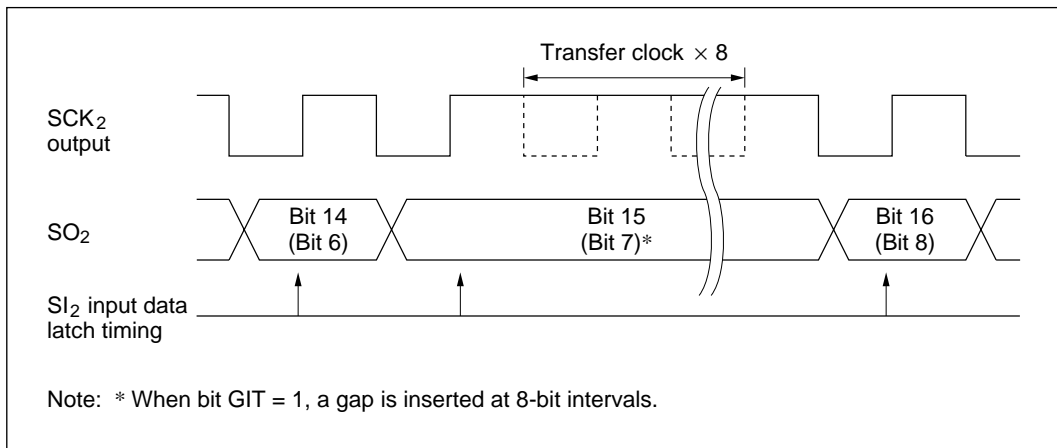 Transfer clock × 8
SCK₂
output
SO₂
Bit 14
(Bit 6)
Bit 15
(Bit 7)*
Bit 16
(Bit 8)
SI₂ input data
latch timing
Note: * When bit GIT = 1, a gap is inserted at 8-bit intervals.